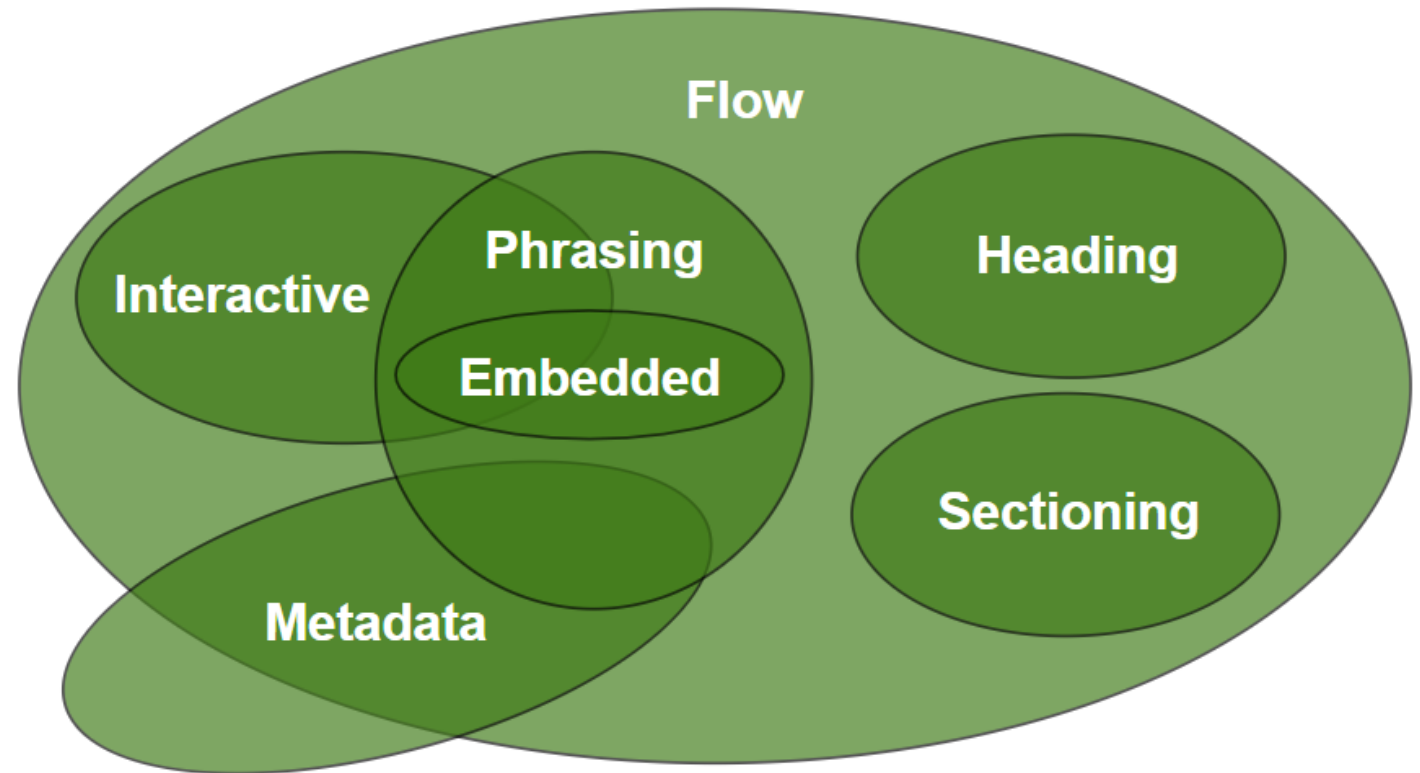 Flow
Phrasing
Heading
Interactive
Embedded
Sectioning
Metadata